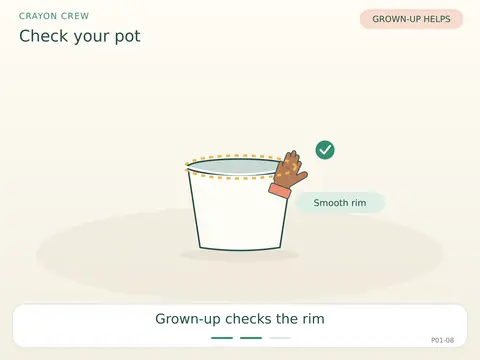 CRAYON CREW
GROWN-UP HELPS
Check your pot
Smooth rim
Grown-up checks the rim
P01-08